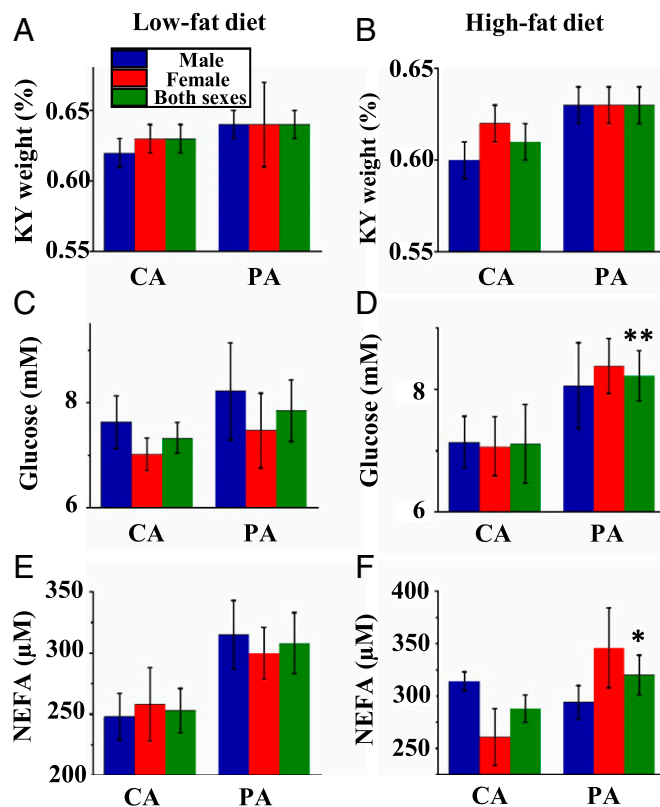 Low-fat diet
High-fat diet
A
B
Male
Female
Both sexes
KY weight (%)
0.65
0.60
0.55
CA
PA
KY weight (%)
0.65
0.60
0.55
CA
PA
C
D
Glucose (mM)
8
6
CA
PA
Glucose (mM)
8
6
**
CA
PA
E
F
NEFA (µM)
350
300
250
200
CA
PA
NEFA (µM)
400
350
300
250
*
CA
PA